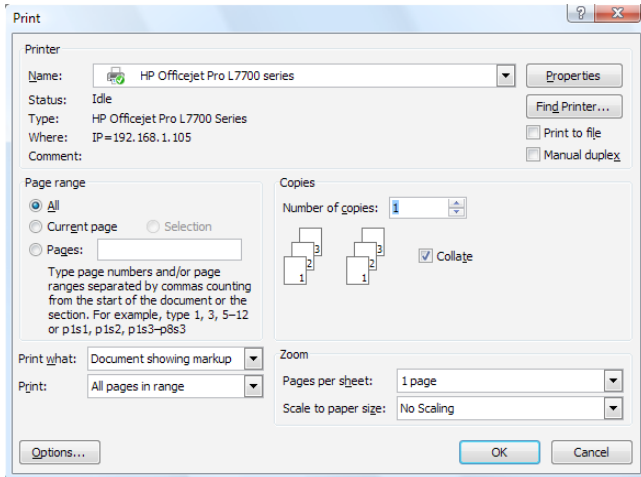 Print
Printer
Name: HP Officejet Pro L7700 series Properties
Status: Idle Find Printer...
Type: HP Officejet Pro L7700 Series
Where: IP=192.168.1.105 Print to file
Comment: Manual duplex
Page range
All
Current page Selection
Pages:
Type page numbers and/or page
ranges separated by commas counting
from the start of the document or the
section. For example, type 1, 3, 5–12
or p1s1, p1s2, p1s3–p8s3
Copies
Number of copies: 1
3 3
2 2
1 1
Collate
Print what: Document showing markup
Print: All pages in range
Zoom
Pages per sheet: 1 page
Scale to paper size: No Scaling
Options... OK Cancel